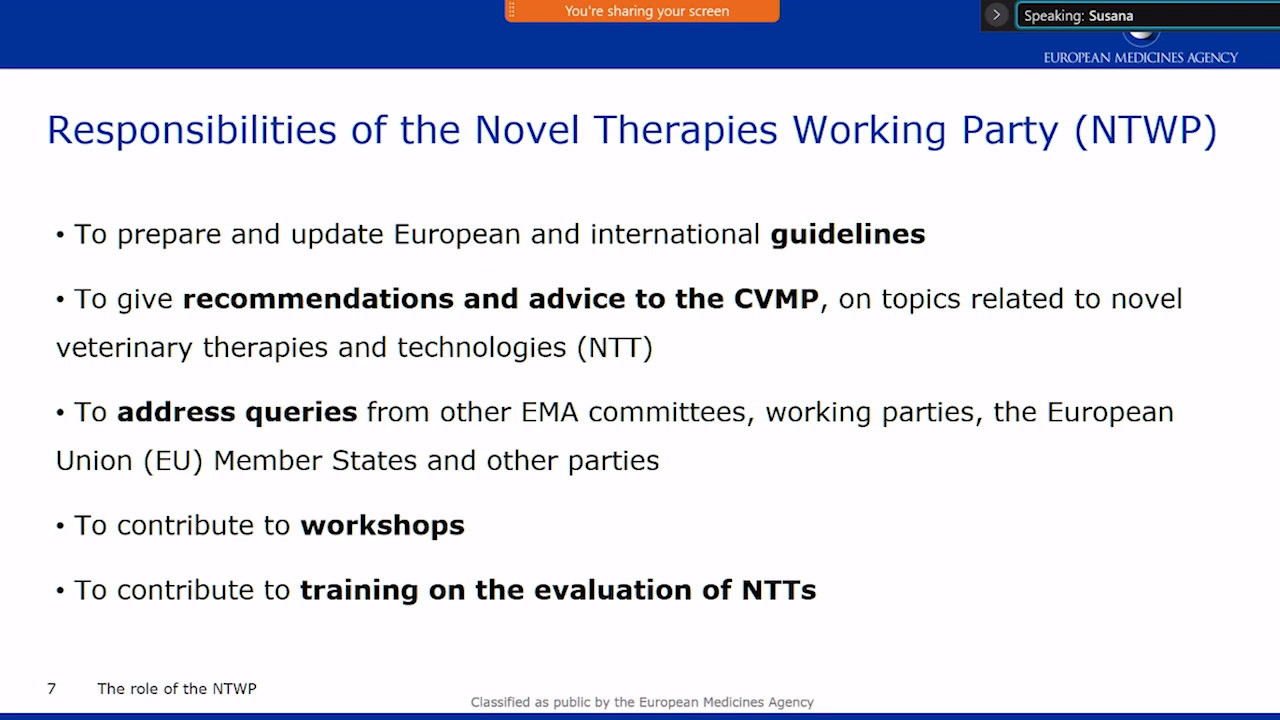 You're sharing your screen
Speaking: Susana
EUROPEAN MEDICINES AGENCY
Responsibilities of the Novel Therapies Working Party (NTWP)
• To prepare and update European and international guidelines
• To give recommendations and advice to the CVMP, on topics related to novel
veterinary therapies and technologies (NTT)
• To address queries from other EMA committees, working parties, the European
Union (EU) Member States and other parties
• To contribute to workshops
• To contribute to training on the evaluation of NTTs
7 The role of the NTWP
Classified as public by the European Medicines Agency